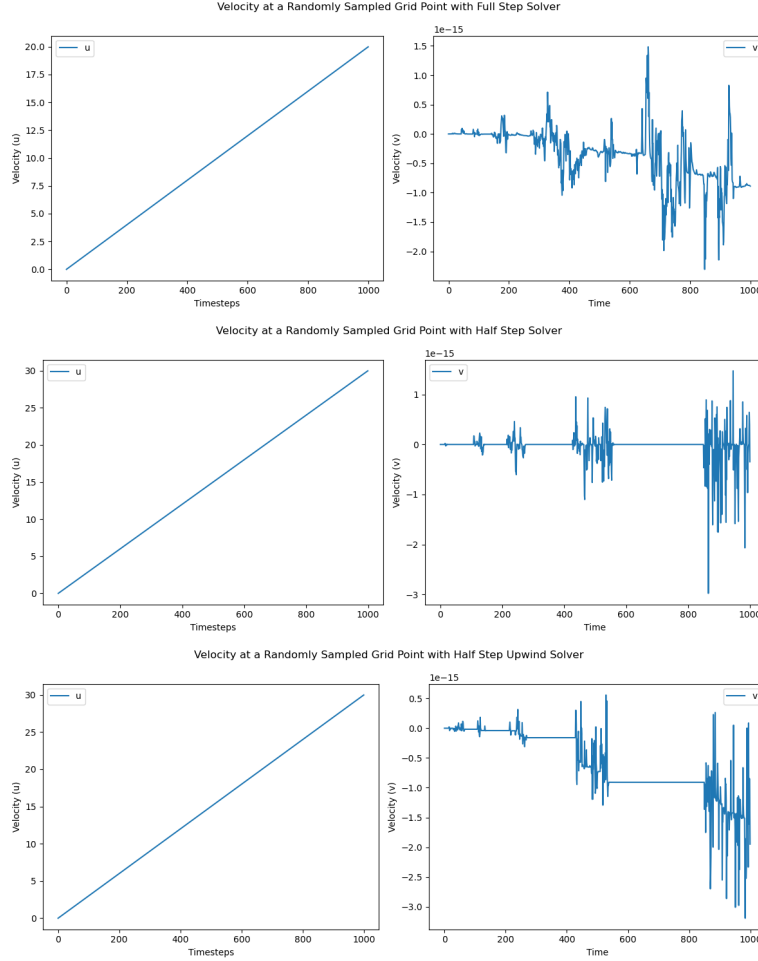 Velocity at a Randomly Sampled Grid Point with Full Step Solver
1e−15
20.0
17.5
15.0
12.5
10.0
7.5
5.0
2.5
0.0
Velocity (u)
u
0 200 400 600 800 1000
Timesteps
1.5
1.0
0.5
0.0
−0.5
−1.0
−1.5
−2.0
Velocity (v)
v
0 200 400 600 800 1000
Time
Velocity at a Randomly Sampled Grid Point with Half Step Solver
1e−15
30
25
20
15
10
5
0
Velocity (u)
u
0 200 400 600 800 1000
Timesteps
1
0
−1
−2
−3
Velocity (v)
v
0 200 400 600 800 1000
Time
Velocity at a Randomly Sampled Grid Point with Half Step Upwind Solver
1e−15
30
25
20
15
10
5
0
Velocity (u)
u
0 200 400 600 800 1000
Timesteps
0.5
0.0
−0.5
−1.0
−1.5
−2.0
−2.5
−3.0
Velocity (v)
v
0 200 400 600 800 1000
Time